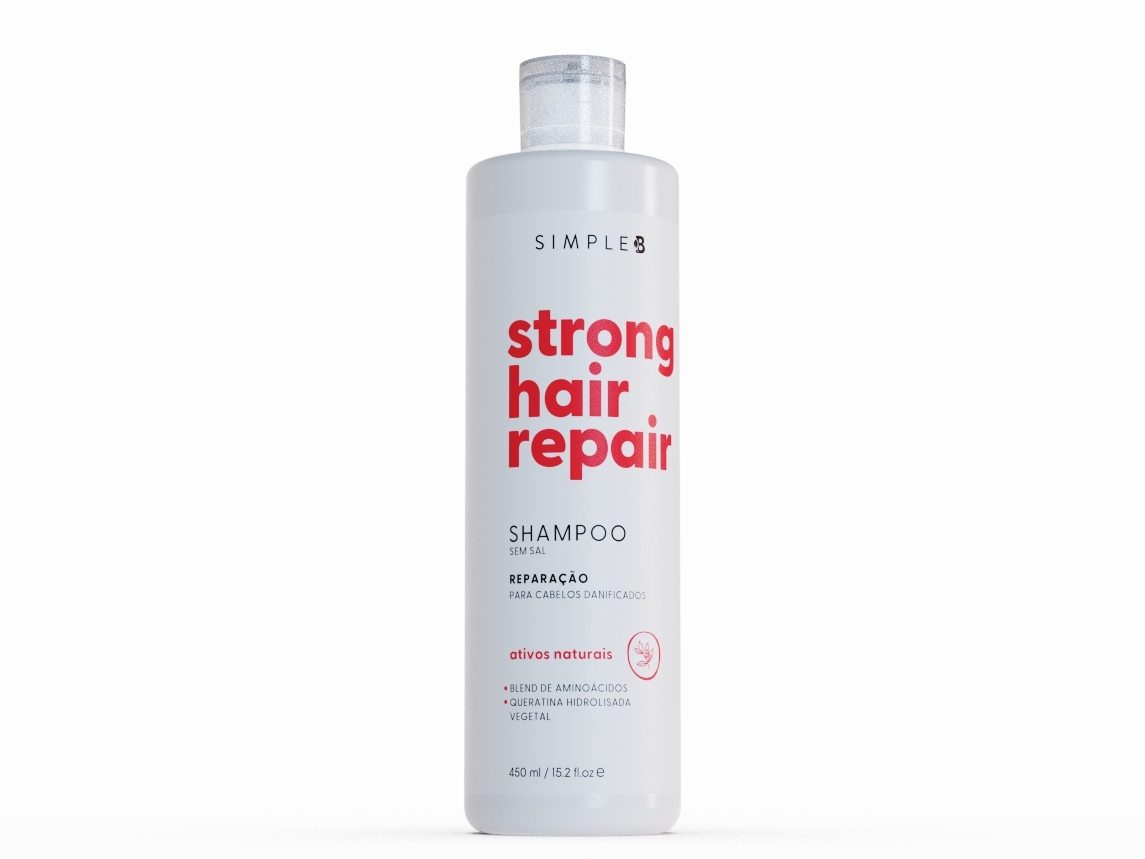 SIMPLEB
strong
hair
repair
SHAMPOO
SEM SAL
REPARAÇÃO
PARA CABELOS DANIFICADOS
ativos naturais
• BLEND DE AMINOÁCIDOS
• QUERATINA HIDROLISADA
VEGETAL
450 ml / 15.2 fl.oz e